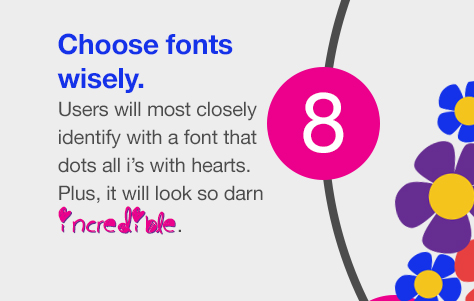 Choose fonts
wisely.
Users will most closely
identify with a font that
dots all i's with hearts.
Plus, it will look so darn
incredible.
8